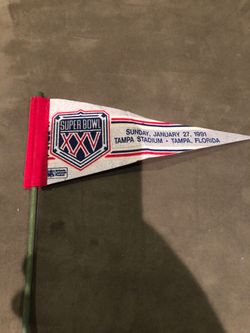 SUPER BOWL
XXV
SUNDAY, JANUARY 27, 1991
TAMPA STADIUM • TAMPA, FLORIDA